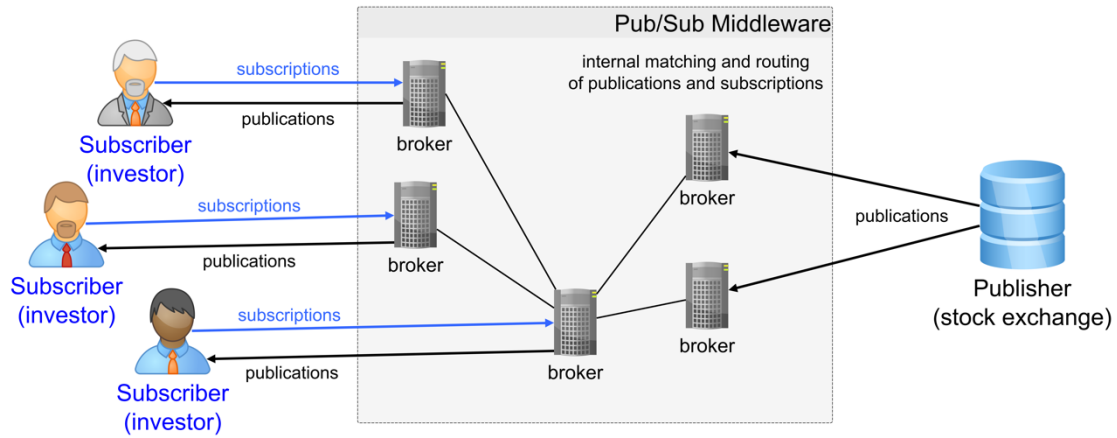 Pub/Sub Middleware
internal matching and routing
of publications and subscriptions
subscriptions
publications
Subscriber
(investor)
broker
broker
subscriptions
publications
Subscriber
(investor)
broker
publications
Publisher
(stock exchange)
subscriptions
publications
Subscriber
(investor)
broker
broker